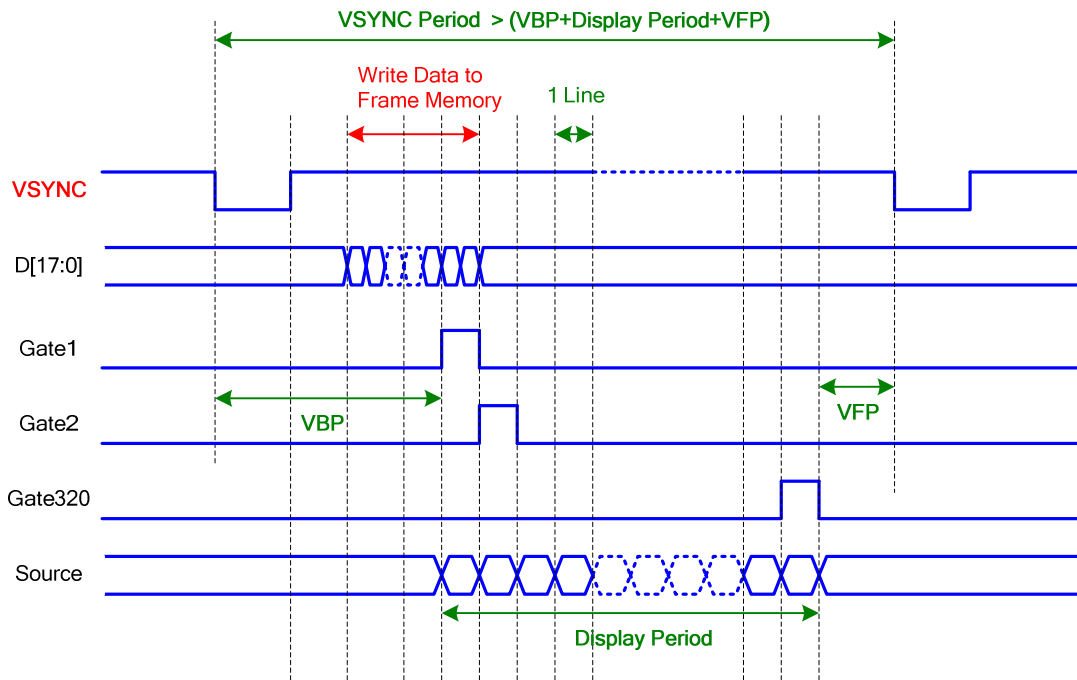 VSYNC Period > (VBP+Display Period+VFP)
Write Data to
Frame Memory
1 Line
VSYNC
D[17:0]
Gate1
VBP
VFP
Gate2
Gate320
Source
Display Period